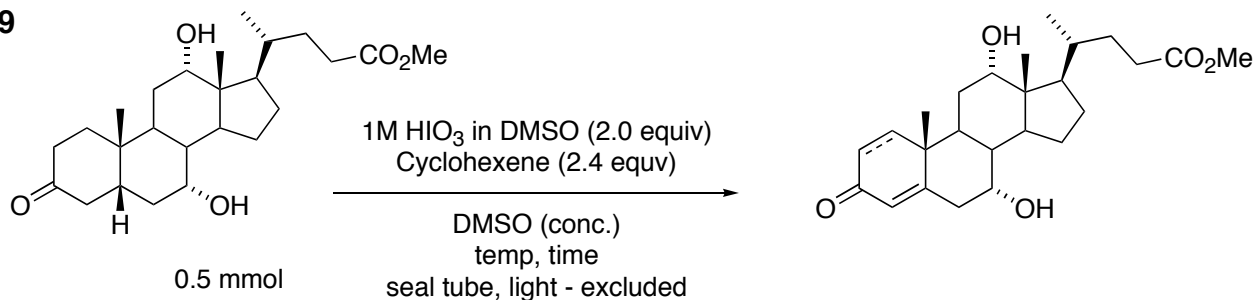 9
OH
CO2Me
O
H
OH
0.5 mmol
1M HIO3 in DMSO (2.0 equiv)
Cyclohexene (2.4 equv)
DMSO (conc.)
temp, time
seal tube, light - excluded
OH
CO2Me
O
OH